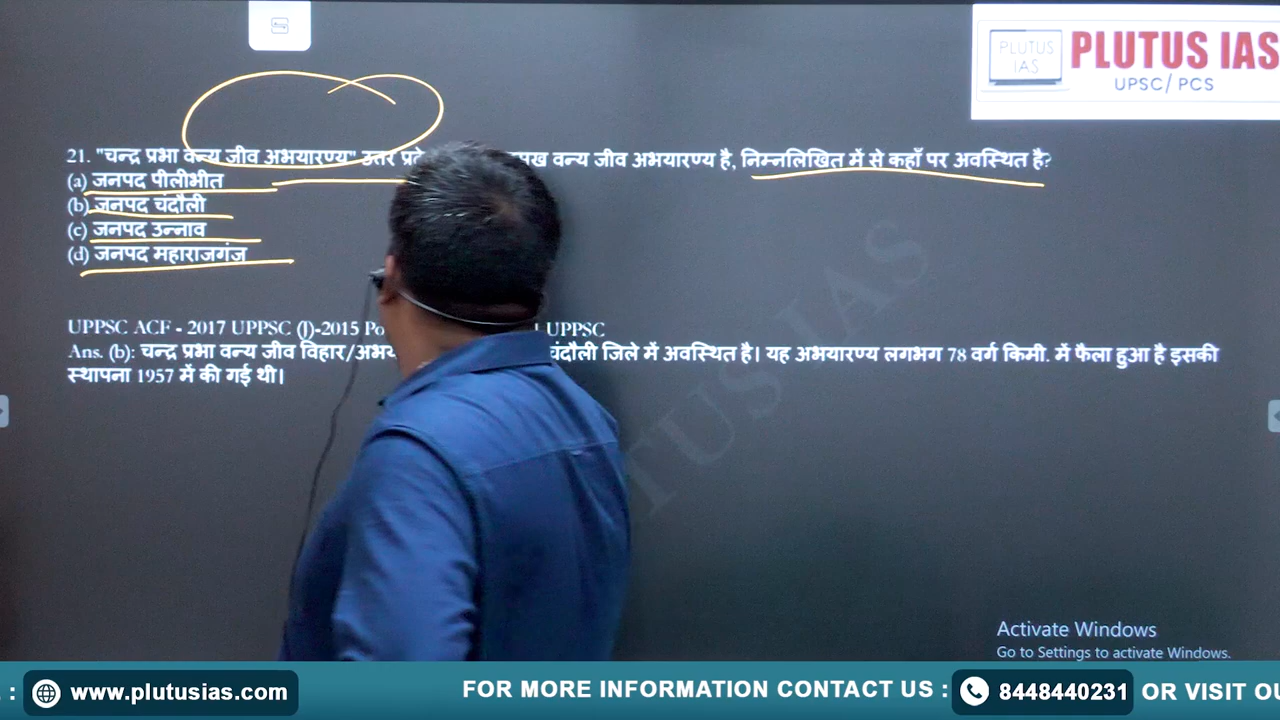 PLUTUS IAS
PLUTUS IAS
UPSC/ PCS
21. "चन्द्र प्रभा वन्य जीव अभयारण्य" उत्तर वन्य जीव अभयारण्य है, निम्नलिखित में से कहाँ पर अवस्थित है?
(a) जनपद पीलीभीत
(b) जनपद चंदौली
(c) जनपद उन्नाव
(d) जनपद महाराजगंज
UPPSC ACF - 2017 UPPSC (J)-2015 UPPSC
Ans. (b): चन्द्र प्रभा वन्य जीव विहार/ चंदौली जिले में अवस्थित है। यह अभयारण्य लगभग 78 वर्ग किमी. में फैला हुआ है इसकी
स्थापना 1957 में की गई थी।
TUS IAS
Activate Windows
Go to Settings to activate Windows.
: www.plutusias.com FOR MORE INFORMATION CONTACT US : 8448440231 OR VISIT